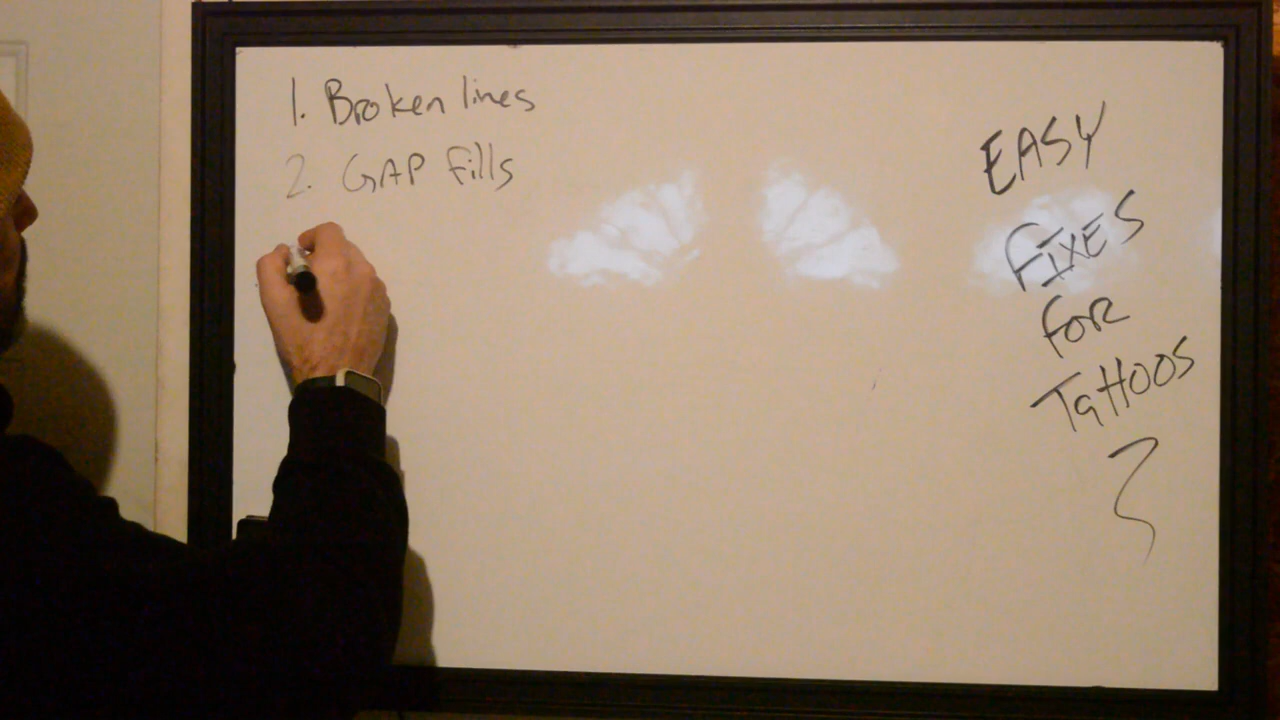 1. Broken lines
2. GAP fills
EASY
FIXES
FOR
TaTTOOS